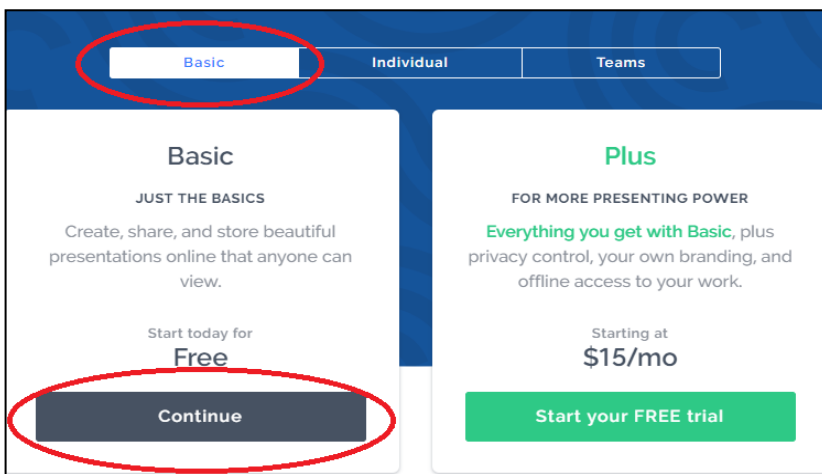 Basic
Individual
Teams
Basic
JUST THE BASICS
Create, share, and store beautiful
presentations online that anyone can
view.
Start today for
Free
Continue
Plus
FOR MORE PRESENTING POWER
Everything you get with Basic, plus
privacy control, your own branding, and
offline access to your work.
Starting at
$15/mo
Start your FREE trial